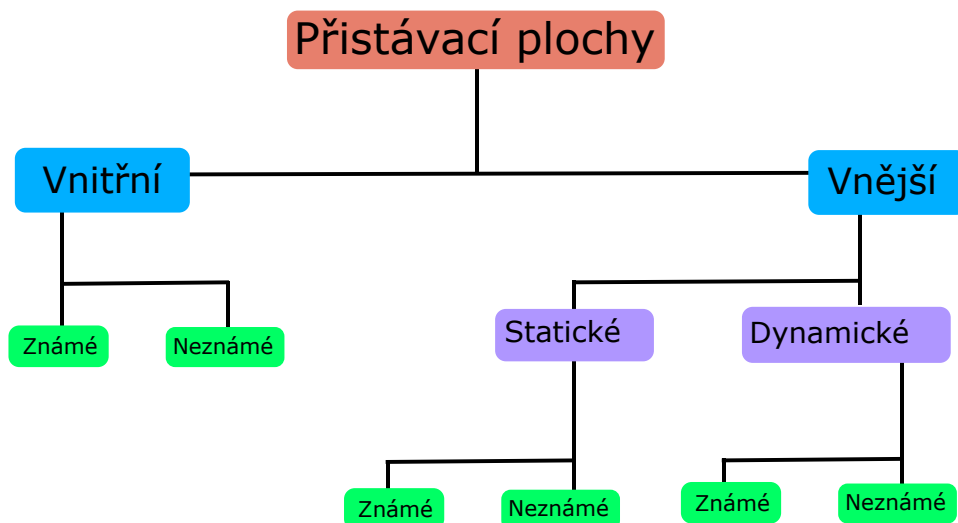 Přistávací plochy
Vnitřní
Vnější
Statické
Dynamické
Známé
Neznámé
Známé
Neznámé
Známé
Neznámé